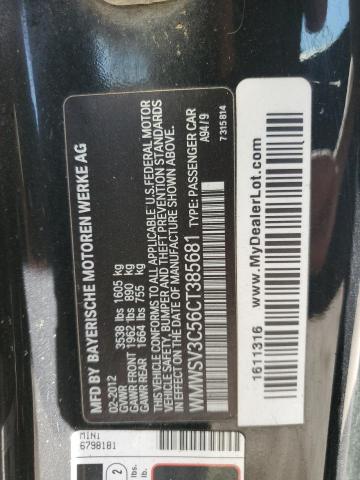 MFD BY BAYERISCHE MOTOREN WERKE AG
02-2012
GVWR 3538 lbs 1605 kg
GAWR FRONT 1962 lbs 890 kg
GAWR REAR 1664 lbs 755 kg
THIS VEHICLE CONFORMS TO ALL APPLICABLE U.S. FEDERAL MOTOR
VEHICLE SAFETY, BUMPER AND THEFT PREVENTION STANDARDS
IN EFFECT ON THE DATE OF MANUFACTURE SHOWN ABOVE.
WMWSV3C56CT385681 TYPE: PASSENGER CAR
A94/9
7315814
1611316 www.MyDealerLot.com
MINI
6798181
2
lbs.
lb.